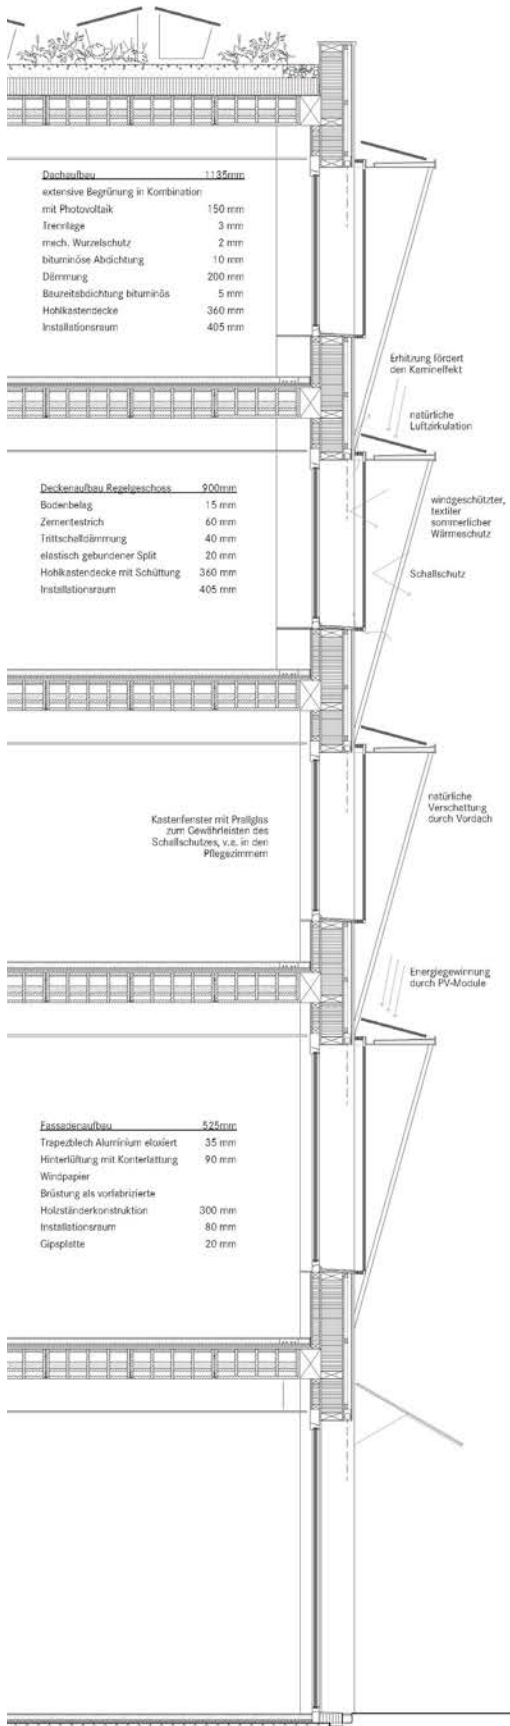 Dachaufbau 1135mm
extensive Begrünung in Kombination
mit Photovoltaik 150 mm
Trennlage 3 mm
mech. Wurzelschutz 2 mm
bituminöse Abdichtung 10 mm
Dämmung 200 mm
Bauzeitabdichtung bituminös 5 mm
Hohlkastendecke 360 mm
Installationsraum 405 mm
Erhitzung fördert
den Kamineffekt
natürliche
Luftzirkulation
Deckenaufbau Regelgeschoss 900mm
Bodenbelag 15 mm
Zementestrich 60 mm
Trittschalldämmung 40 mm
elastisch gebundener Split 20 mm
Hohlkastendecke mit Schüttung 360 mm
Installationsraum 405 mm
windgeschützter,
textiler
sommerlicher
Wärmeschutz
Schallschutz
Kastenfenster mit Prallglas
zum Gewährleisten des
Schallschutzes, v.a. in den
Pflegezimmern
natürliche
Verschattung
durch Vordach
Energiegewinnung
durch PV-Module
Fassadenaufbau 525mm
Trapezblech Aluminium eloxiert 35 mm
Hinterlüftung mit Konterlattung 90 mm
Windpapier
Brüstung als vorfabrizierte
Holzständerkonstruktion 300 mm
Installationsraum 80 mm
Gipsplatte 20 mm